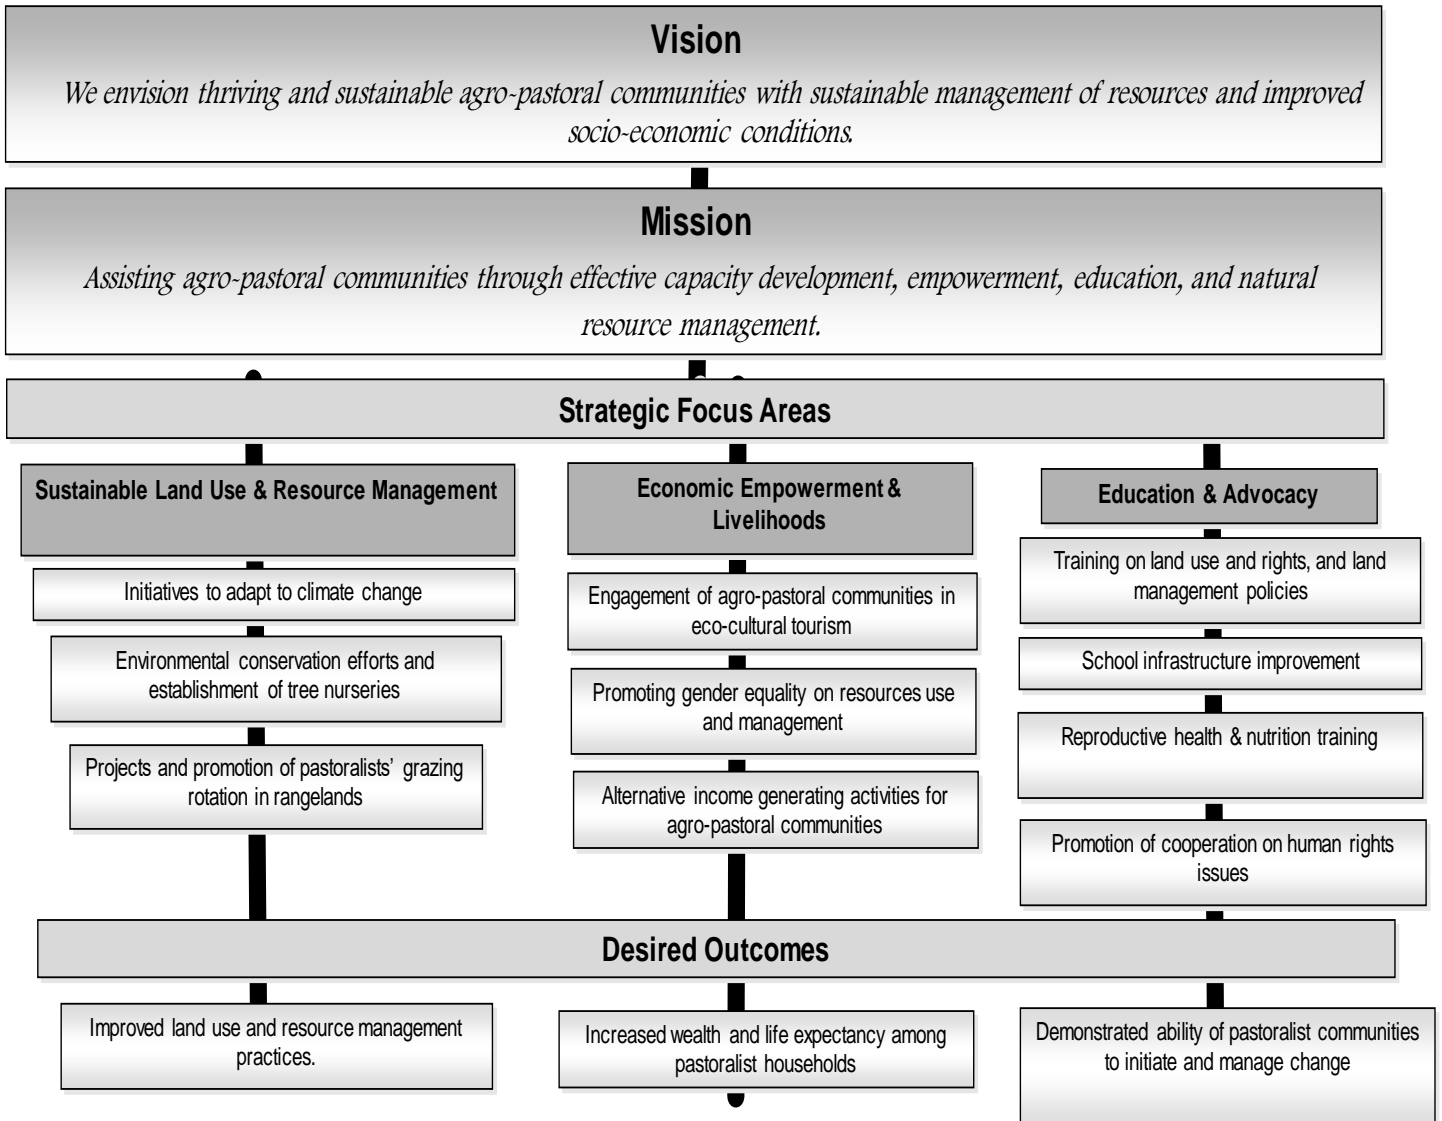 Vision
We envision thriving and sustainable agro-pastoral communities with sustainable management of resources and improved
socio-economic conditions.
Mission
Assisting agro-pastoral communities through effective capacity development, empowerment, education, and natural
resource management.
Strategic Focus Areas
Sustainable Land Use & Resource Management
Initiatives to adapt to climate change
Environmental conservation efforts and
establishment of tree nurseries
Projects and promotion of pastoralists' grazing
rotation in rangelands
Economic Empowerment &
Livelihoods
Engagement of agro-pastoral communities in
eco-cultural tourism
Promoting gender equality on resources use
and management
Alternative income generating activities for
agro-pastoral communities
Education & Advocacy
Training on land use and rights, and land
management policies
School infrastructure improvement
Reproductive health & nutrition training
Promotion of cooperation on human rights
issues
Desired Outcomes
Improved land use and resource management
practices.
Increased wealth and life expectancy among
pastoralist households
Demonstrated ability of pastoralist communities
to initiate and manage change